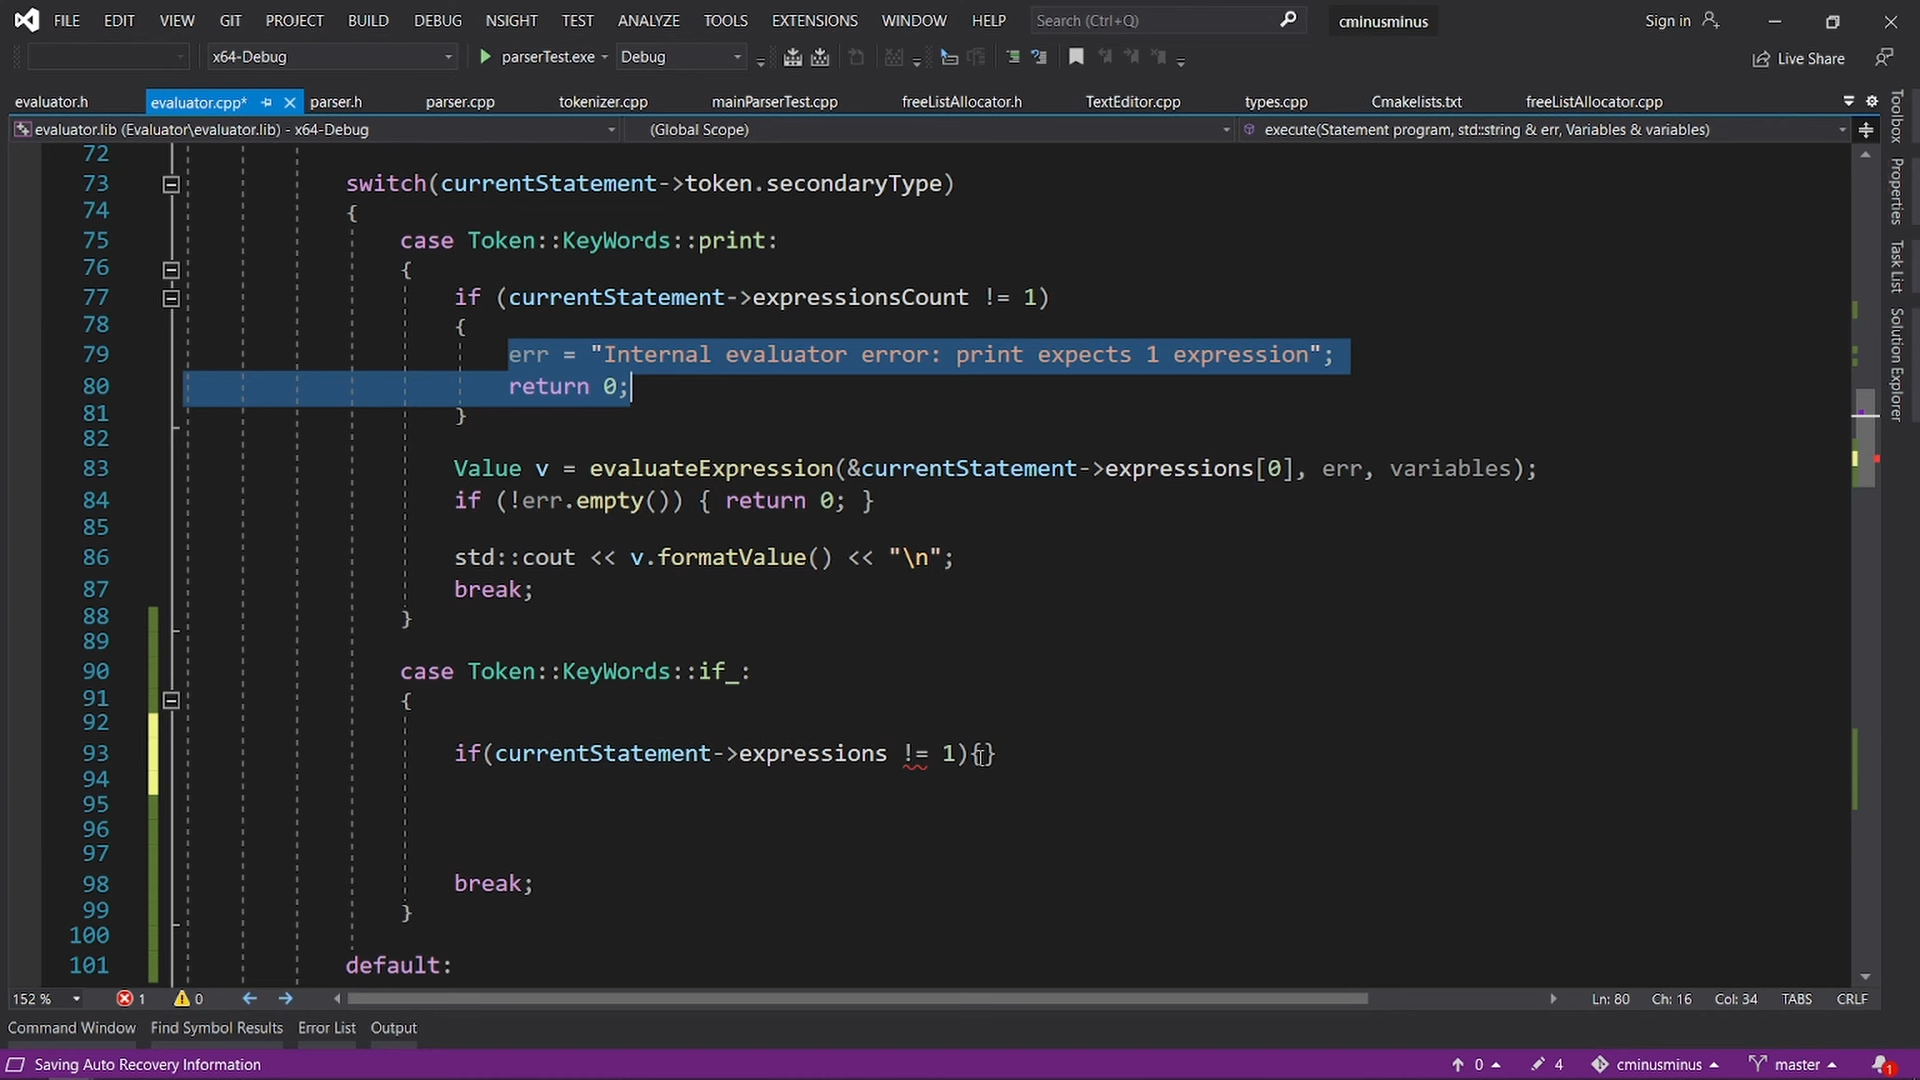 FILE EDIT VIEW GIT PROJECT BUILD DEBUG NSIGHT TEST ANALYZE TOOLS EXTENSIONS WINDOW HELP Search (Ctrl+Q) cminusminus Sign in
x64-Debug parserTest.exe Debug Live Share
evaluator.h evaluator.cpp* parser.h parser.cpp tokenizer.cpp mainParserTest.cpp freeListAllocator.h TextEditor.cpp types.cpp Cmakelists.txt freeListAllocator.cpp
evaluator.lib (Evaluator\evaluator.lib) - x64-Debug (Global Scope) execute(Statement program, std::string & err, Variables & variables)
72
73 switch(currentStatement->token.secondaryType)
74 {
75 case Token::KeyWords::print:
76 {
77 if (currentStatement->expressionsCount != 1)
78 {
79 err = "Internal evaluator error: print expects 1 expression";
80 return 0;
81 }
82
83 Value v = evaluateExpression(&currentStatement->expressions[0], err, variables);
84 if (!err.empty()) { return 0; }
85
86 std::cout << v.formatValue() << "\n";
87 break;
88 }
89
90 case Token::KeyWords::if_:
91 {
92
93 if(currentStatement->expressions != 1){}
94
95
96
97
98 break;
99 }
100
101 default:
Toolbox
Properties
Task List
Solution Explorer
152 % 1 0 Ln: 80 Ch: 16 Col: 34 TABS CRLF
Command Window Find Symbol Results Error List Output
Saving Auto Recovery Information 0 4 cminusminus master 1